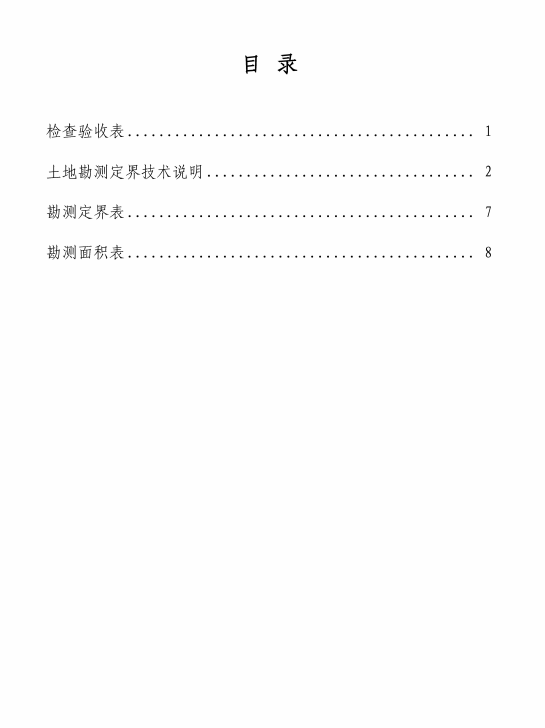 目 录
检查验收表............................................ 1
土地勘测定界技术说明.................................. 2
勘测定界表............................................ 7
勘测面积表............................................ 8